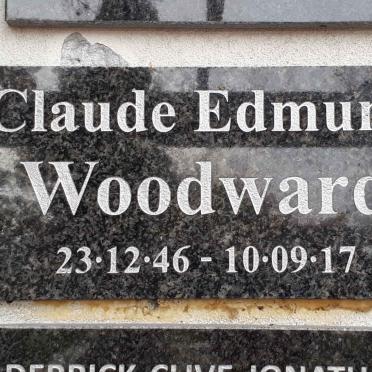 Claude Edmun
Woodward
23·12·46 - 10·09·17
DERRICK CLIVE JONATH